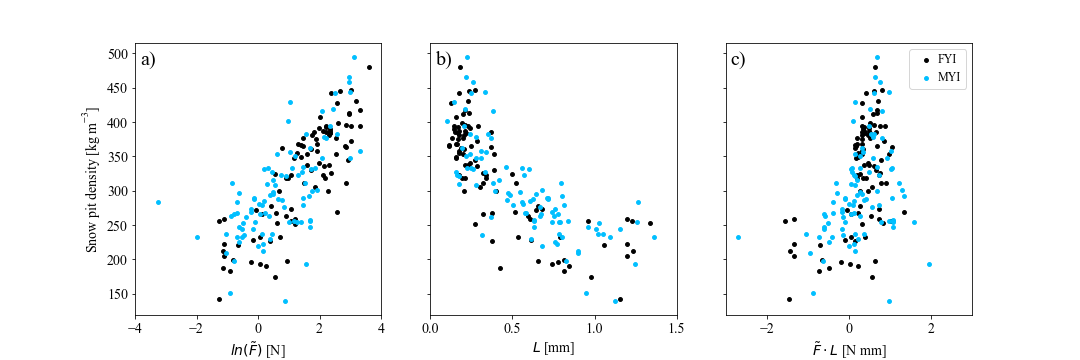 a)
b)
c)
FYI
MYI
500
450
400
350
300
250
200
150
Snow pit density [kg m⁻³]
−4 −2 0 2 4
0.0 0.5 1.0 1.5
−2 0 2
ln(F̃) [N]
L [mm]
F̃ · L [N mm]